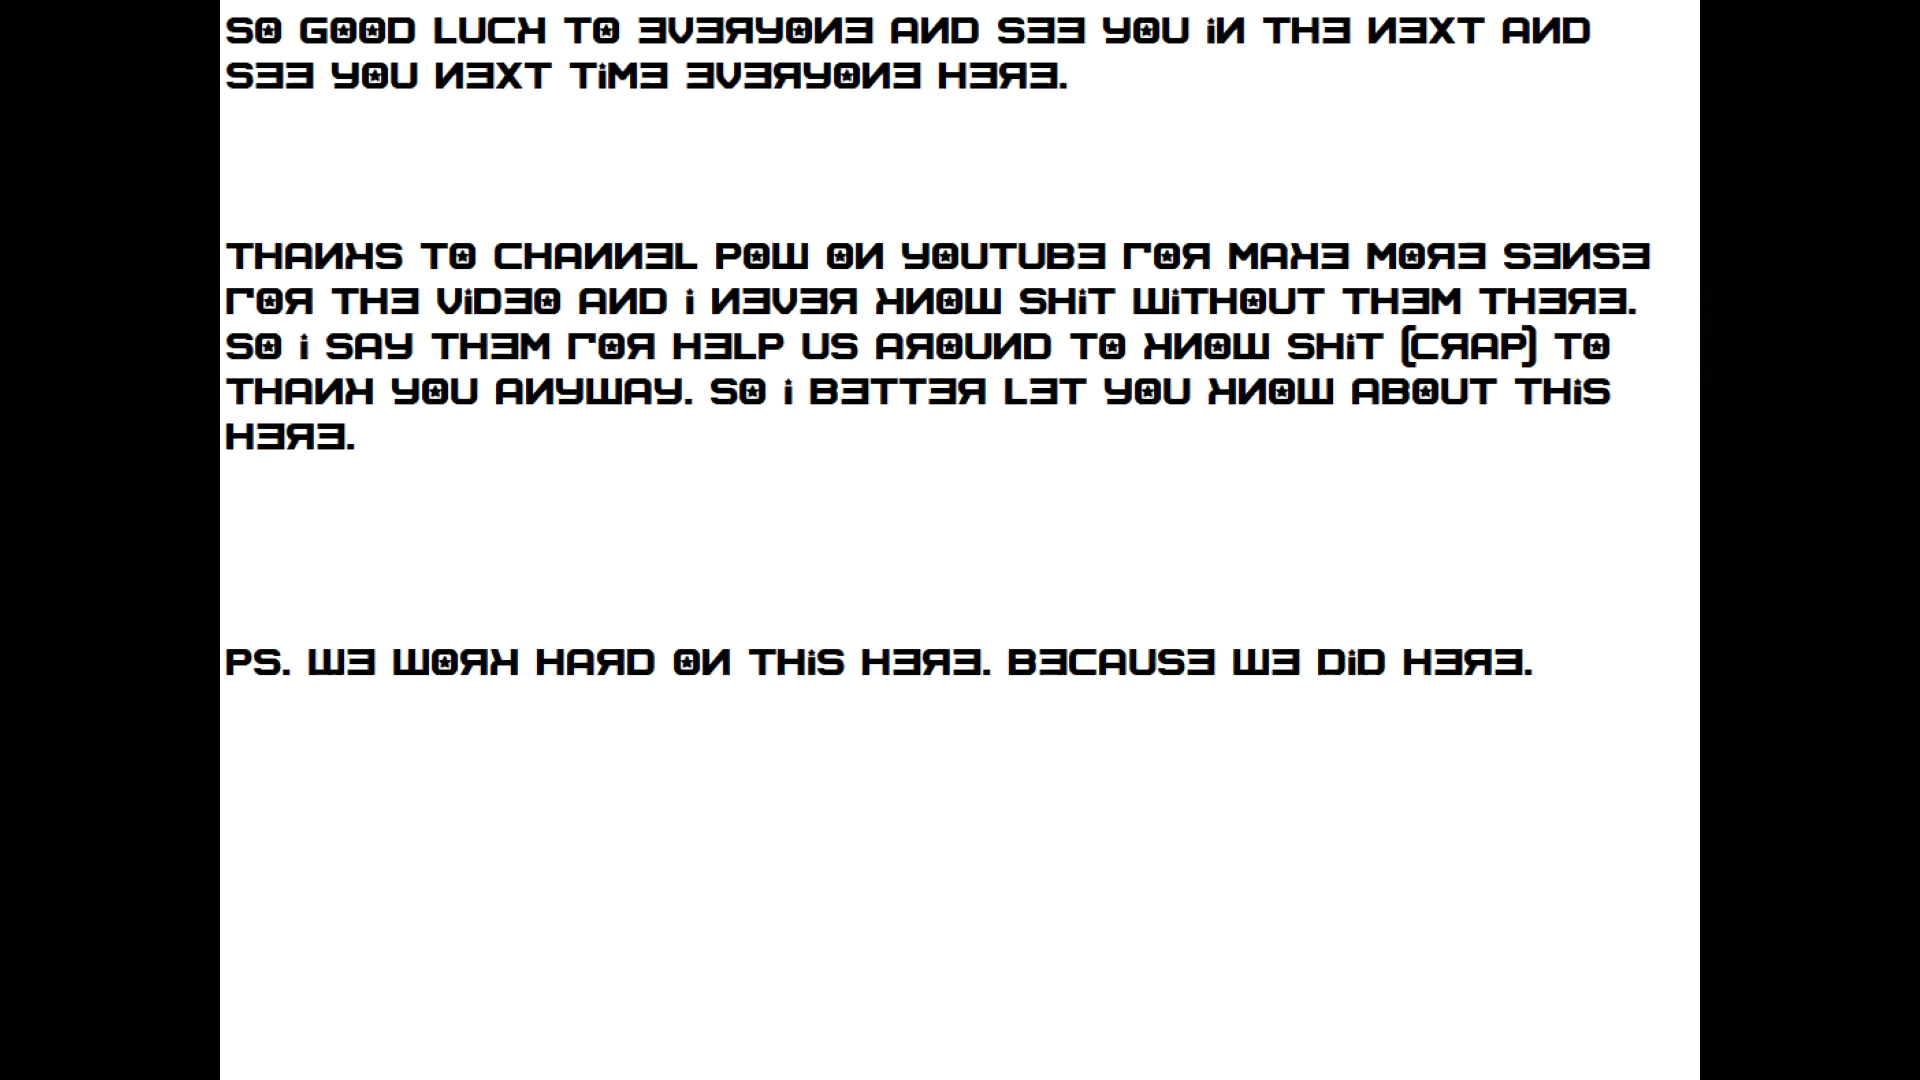 SO GOOD LUCK TO EVERYONE AND SEE YOU IN THE NEXT AND
SEE YOU NEXT TIME EVERYONE HERE.
THANKS TO CHANNEL POW ON YOUTUBE FOR MAKE MORE SENSE
FOR THE VIDEO AND I NEVER KNOW SHIT WITHOUT THEM THERE.
SO I SAY THEM FOR HELP US AROUND TO KNOW SHIT (CRAP) TO
THANK YOU ANYWAY. SO I BETTER LET YOU KNOW ABOUT THIS
HERE.
PS. WE WORK HARD ON THIS HERE. BECAUSE WE DID HERE.